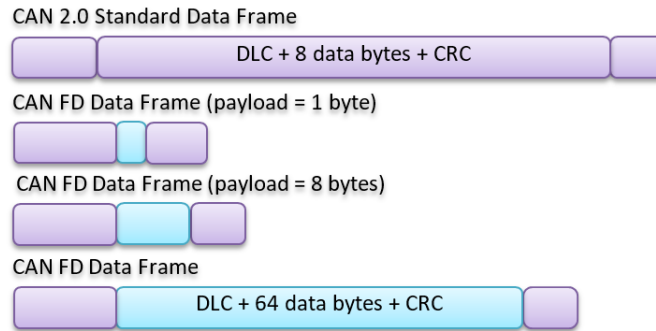 CAN 2.0 Standard Data Frame
DLC + 8 data bytes + CRC
CAN FD Data Frame (payload = 1 byte)
CAN FD Data Frame (payload = 8 bytes)
CAN FD Data Frame
DLC + 64 data bytes + CRC